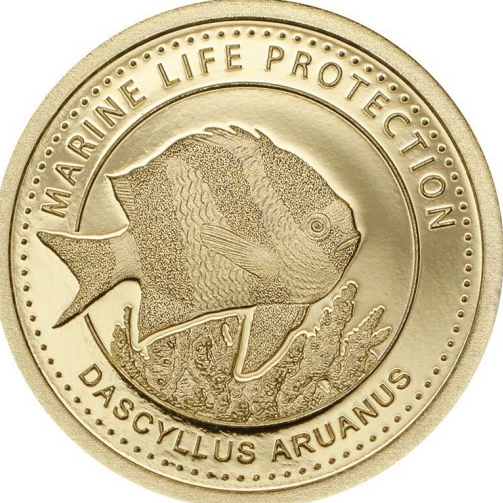 MARINE LIFE PROTECTION
DASCYLLUS ARUANUS